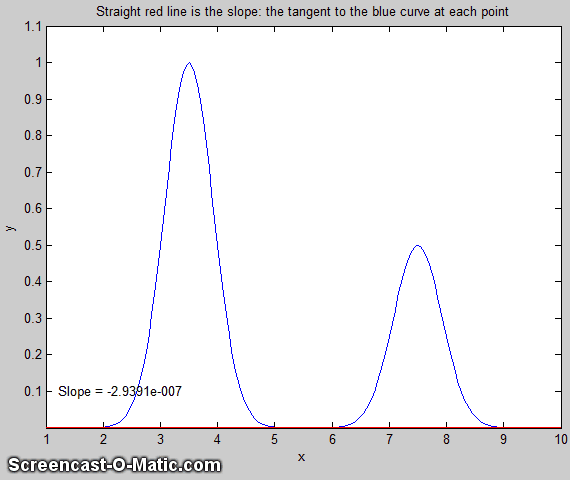 Straight red line is the slope: the tangent to the blue curve at each point
1.1
1
0.9
0.8
0.7
0.6
0.5
0.4
0.3
0.2
0.1
y
Slope = -2.9391e-007
1 2 3 4 5 6 7 8 9 10
x
Screencast-O-Matic.com